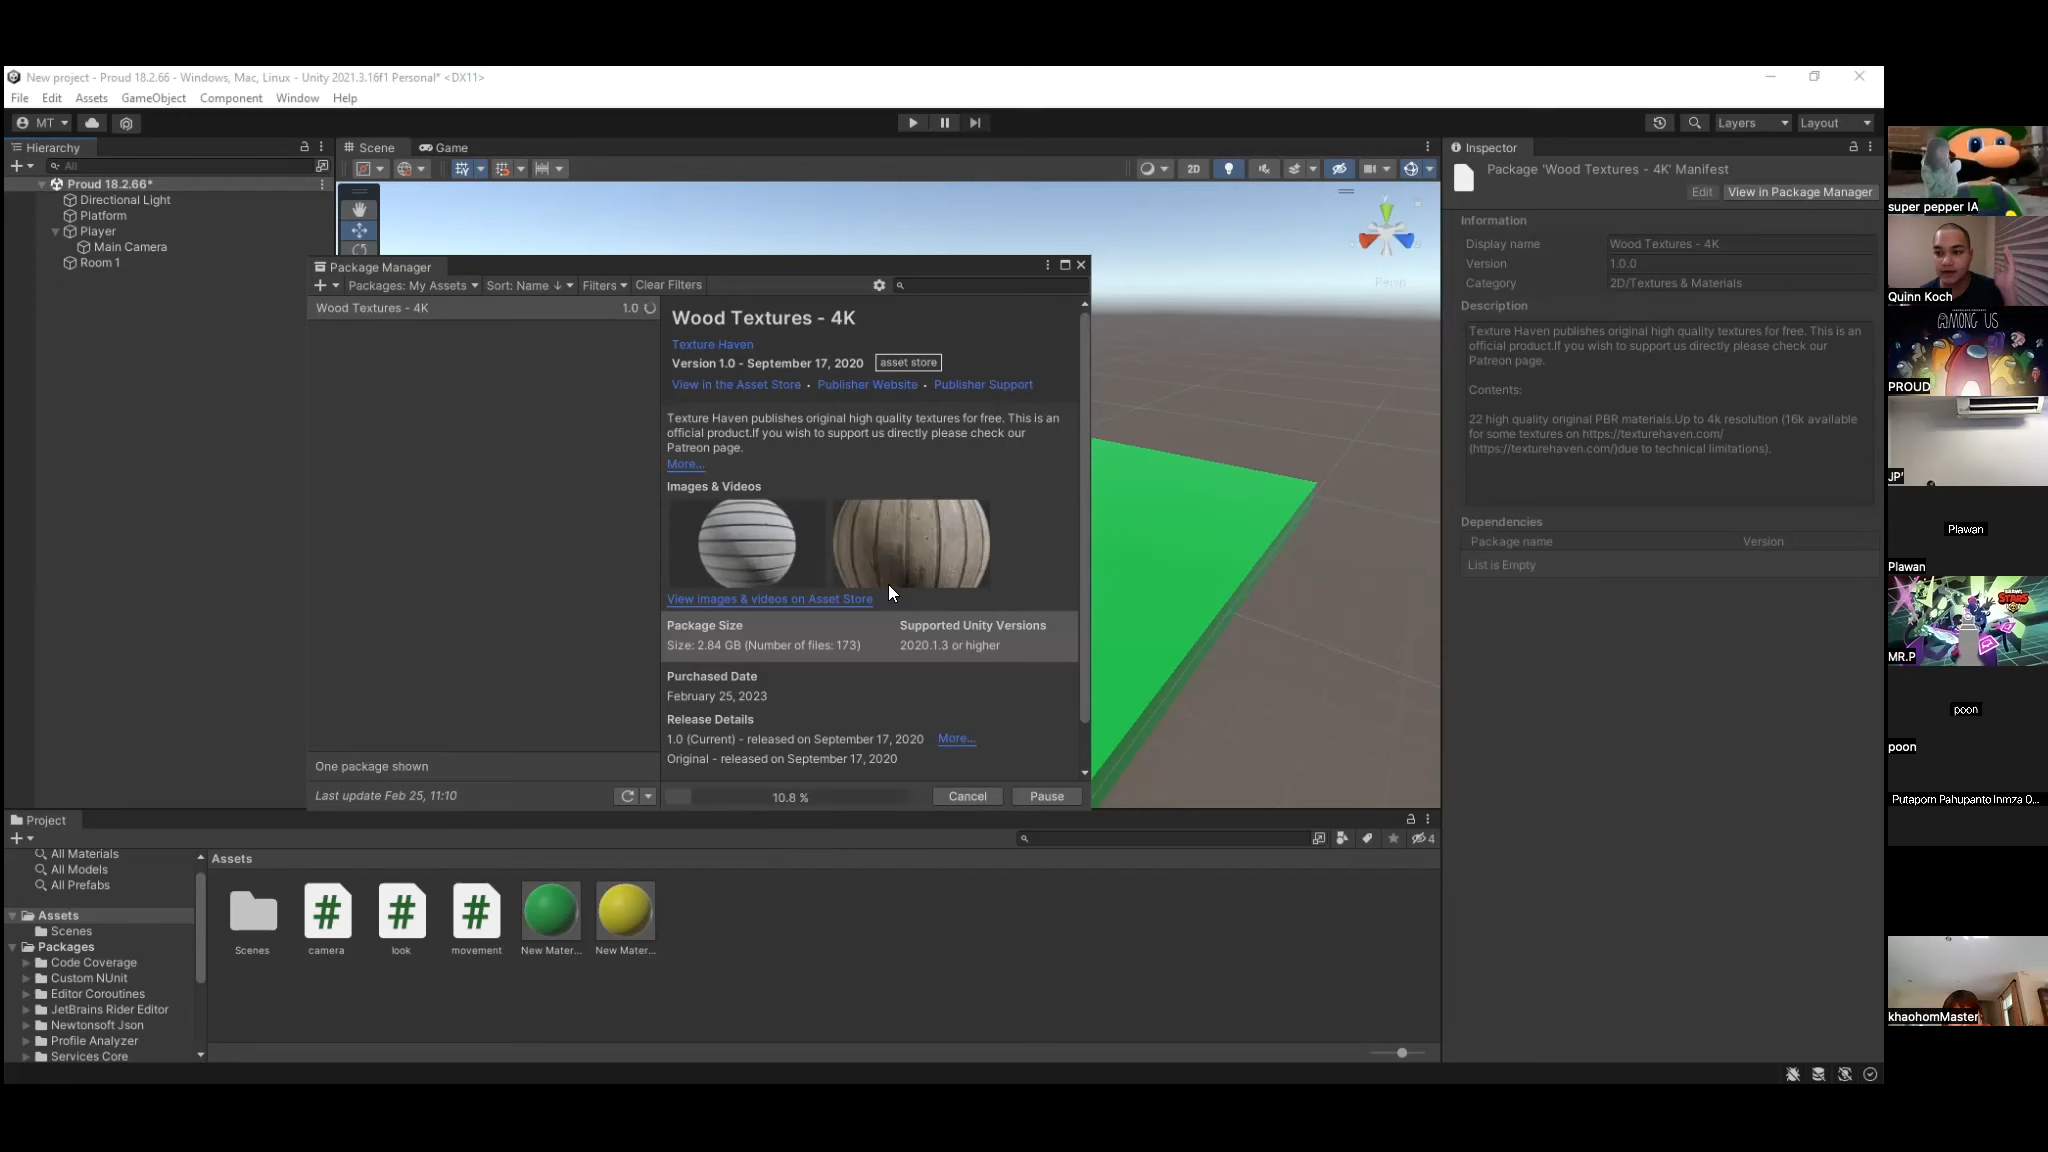 New project - Proud 18.2.66 - Windows, Mac, Linux - Unity 2021.3.16f1 Personal* <DX11>
File Edit Assets GameObject Component Window Help
MT
Layers Layout
Hierarchy
All
Proud 18.2.66*
Directional Light
Platform
Player
Main Camera
Room 1
Scene Game
2D
Persp
Package Manager
Packages: My Assets Sort: Name ↓ Filters Clear Filters
Wood Textures - 4K 1.0
One package shown
Last update Feb 25, 11:10
Wood Textures - 4K
Texture Haven
Version 1.0 - September 17, 2020 asset store
View in the Asset Store • Publisher Website • Publisher Support
Texture Haven publishes original high quality textures for free. This is an
official product.If you wish to support us directly please check our
Patreon page.
More...
Images & Videos
View images & videos on Asset Store
Package Size Supported Unity Versions
Size: 2.84 GB (Number of files: 173) 2020.1.3 or higher
Purchased Date
February 25, 2023
Release Details
1.0 (Current) - released on September 17, 2020 More...
Original - released on September 17, 2020
10.8 % Cancel Pause
Inspector
Package 'Wood Textures - 4K' Manifest
Edit View in Package Manager
Information
Display name Wood Textures - 4K
Version 1.0.0
Category 2D/Textures & Materials
Description
Texture Haven publishes original high quality textures for free. This is an
official product.If you wish to support us directly please check our
Patreon page.
Contents:
22 high quality original PBR materials.Up to 4k resolution (16k available
for some textures on https://texturehaven.com/
(https://texturehaven.com/)due to technical limitations).
Dependencies
Package name Version
List is Empty
Project
4
All Materials
All Models
All Prefabs
Assets
Scenes
Packages
Code Coverage
Custom NUnit
Editor Coroutines
JetBrains Rider Editor
Newtonsoft Json
Profile Analyzer
Services Core
Assets
Scenes camera look movement New Mater... New Mater...
super pepper IA
Quinn Koch
AMONG US
PROUD
JP'
Plawan
Plawan
BRAWL STARS
MR.P
poon
poon
Putaporn Pahupanto Inmza 0...
khaohomMaster